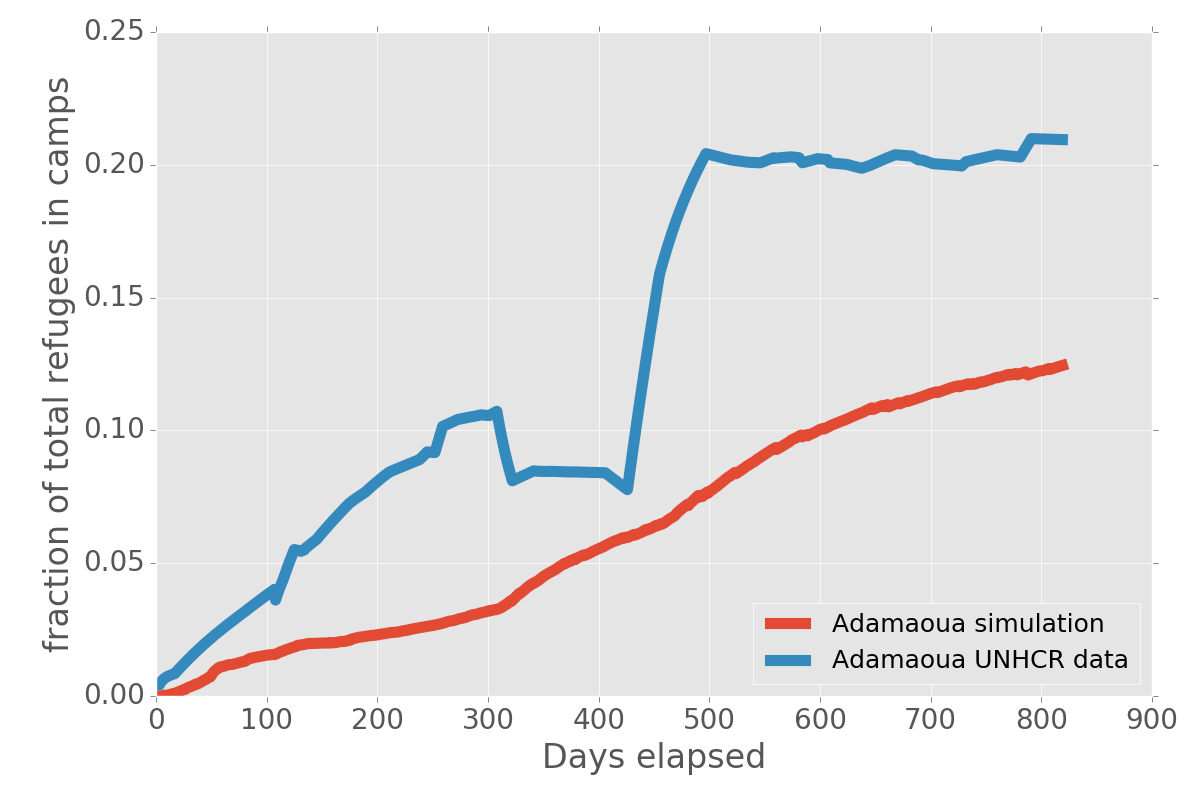 fraction of total refugees in camps
0.25
0.20
0.15
0.10
0.05
0.00
0 100 200 300 400 500 600 700 800 900
Days elapsed
Adamaoua simulation
Adamaoua UNHCR data